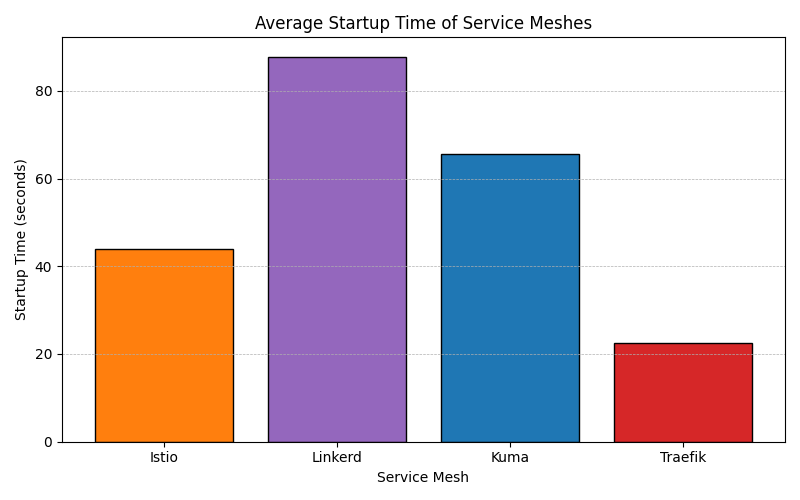 Average Startup Time of Service Meshes
Startup Time (seconds)
80
60
40
20
0
Istio
Linkerd
Kuma
Traefik
Service Mesh